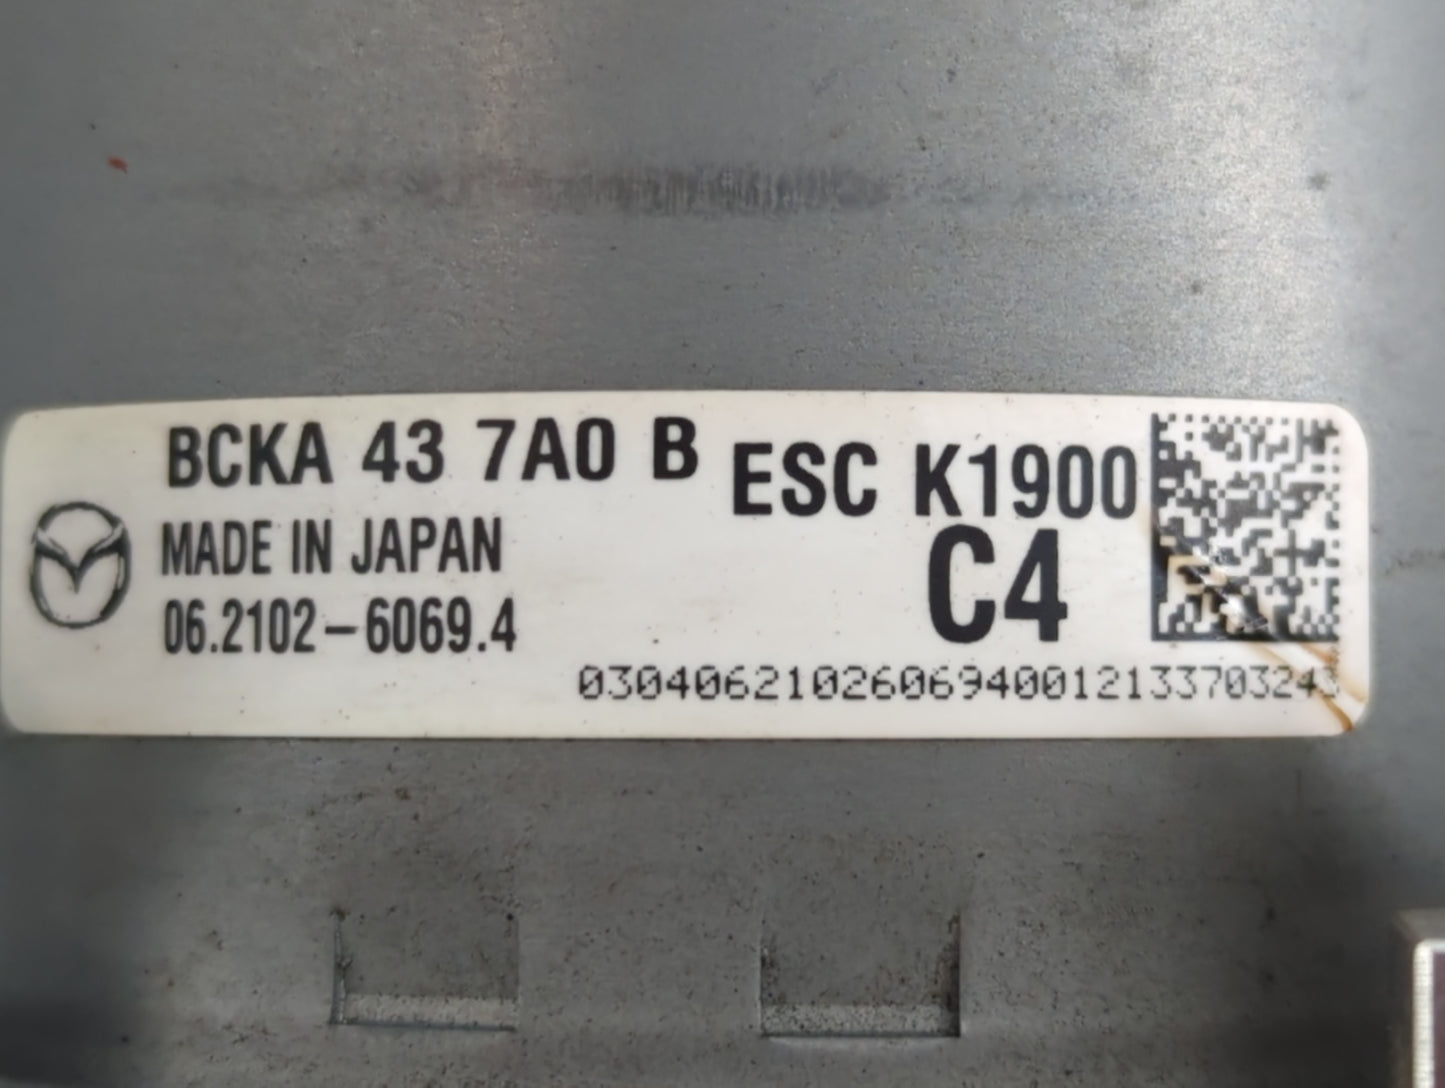 BCKA 43 7A0 B ESC K1900
MADE IN JAPAN C4
06.2102-6069.4
0304062102606940012133703243